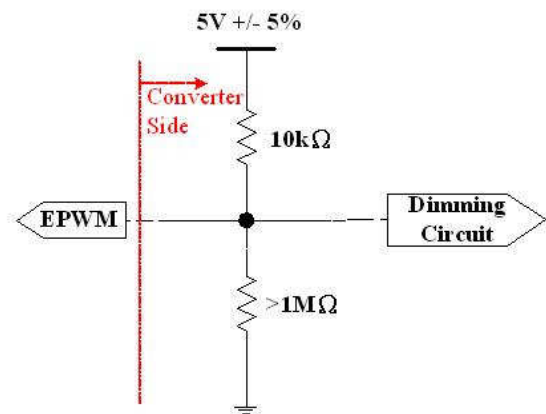 5V +/- 5%
Converter
Side
10kΩ
EPWM
Dimming
Circuit
>1MΩ